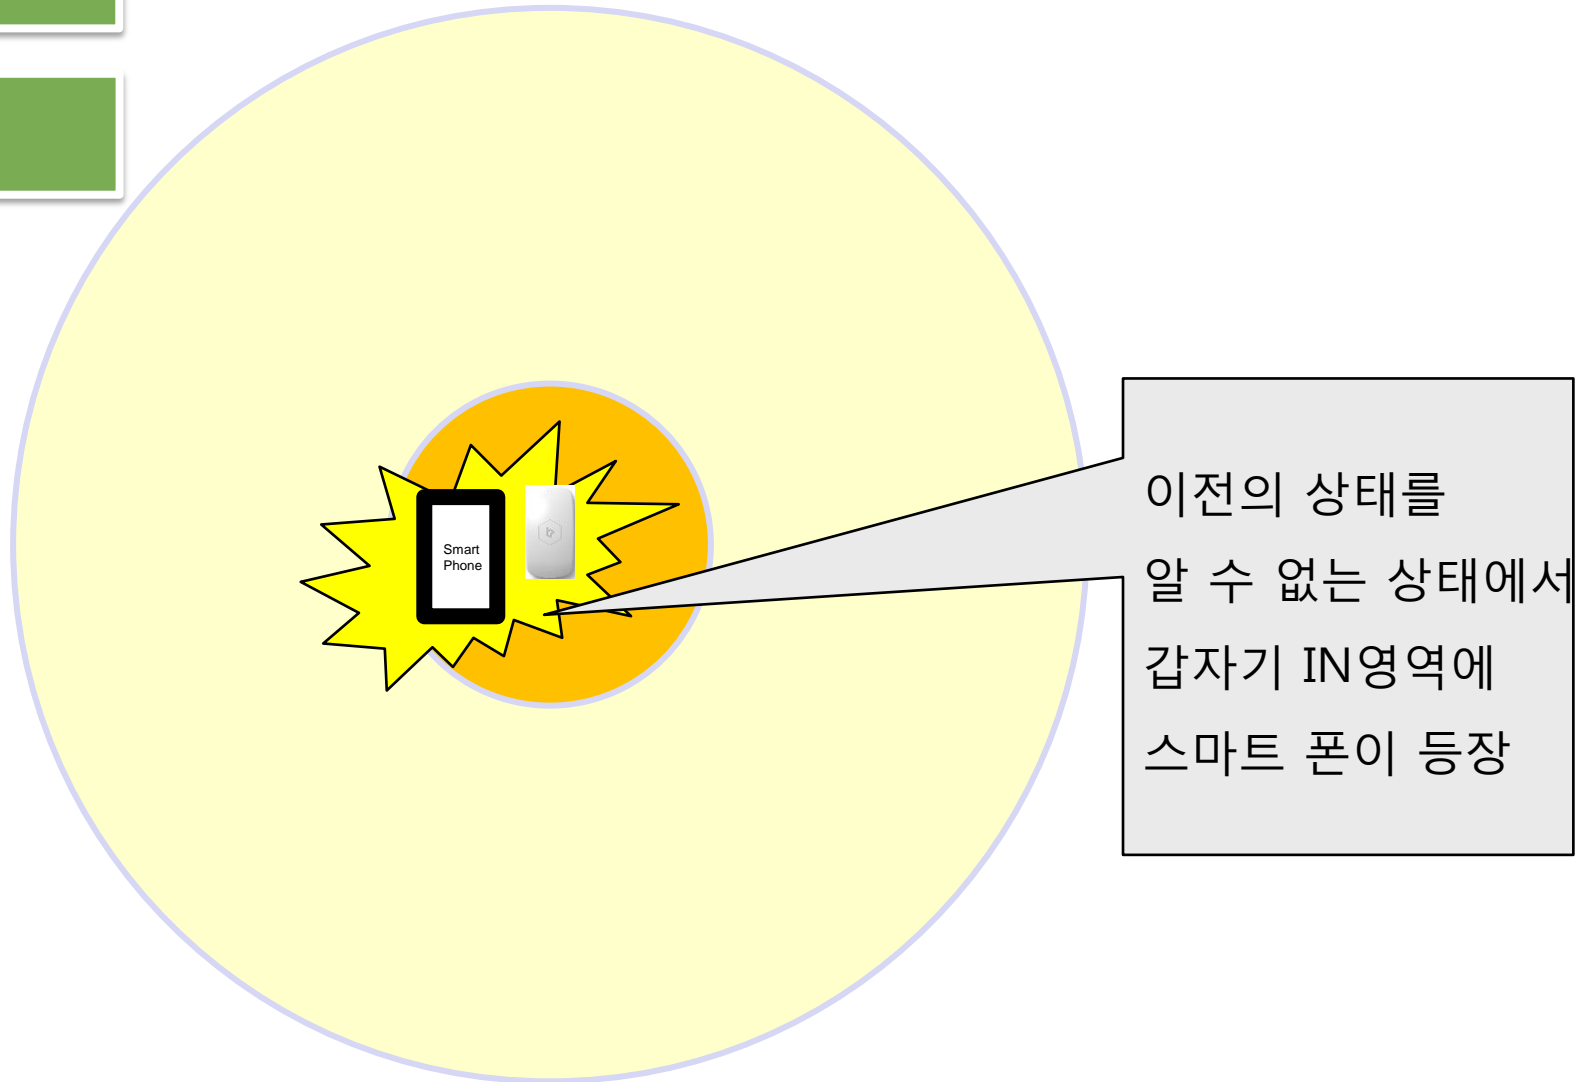 Smart
Phone
이전의 상태를
알 수 없는 상태에서
갑자기 IN영역에
스마트 폰이 등장